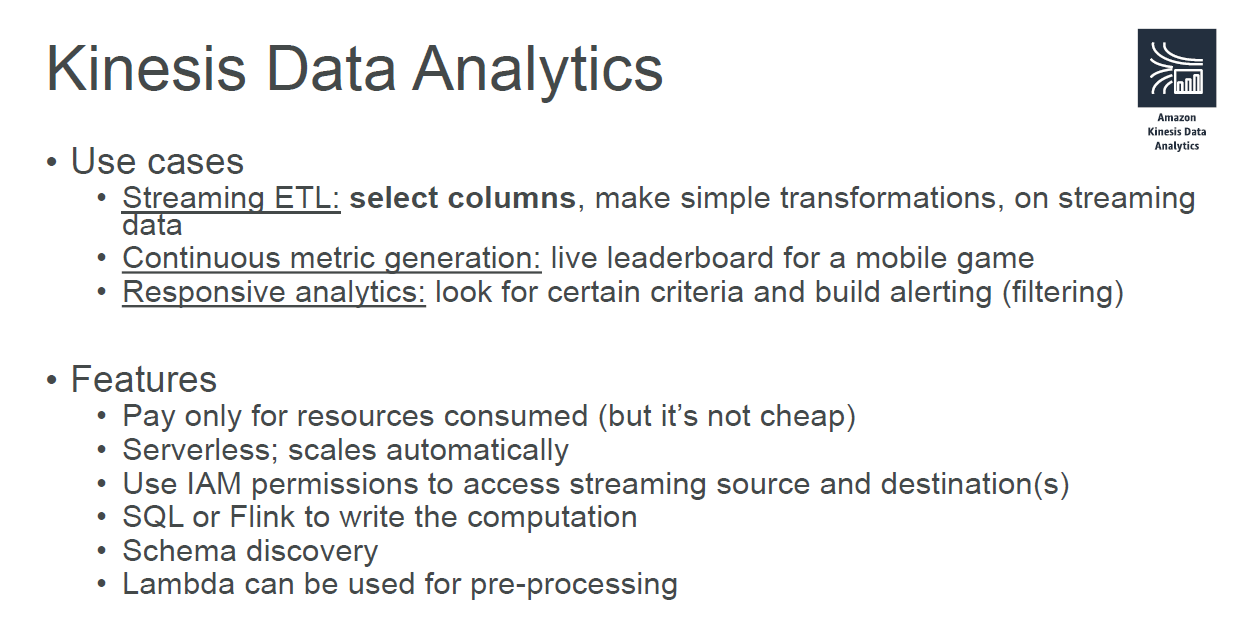 Kinesis Data Analytics
Amazon
Kinesis Data
Analytics
• Use cases
• Streaming ETL: select columns, make simple transformations, on streaming
data
• Continuous metric generation: live leaderboard for a mobile game
• Responsive analytics: look for certain criteria and build alerting (filtering)
• Features
• Pay only for resources consumed (but it’s not cheap)
• Serverless; scales automatically
• Use IAM permissions to access streaming source and destination(s)
• SQL or Flink to write the computation
• Schema discovery
• Lambda can be used for pre-processing